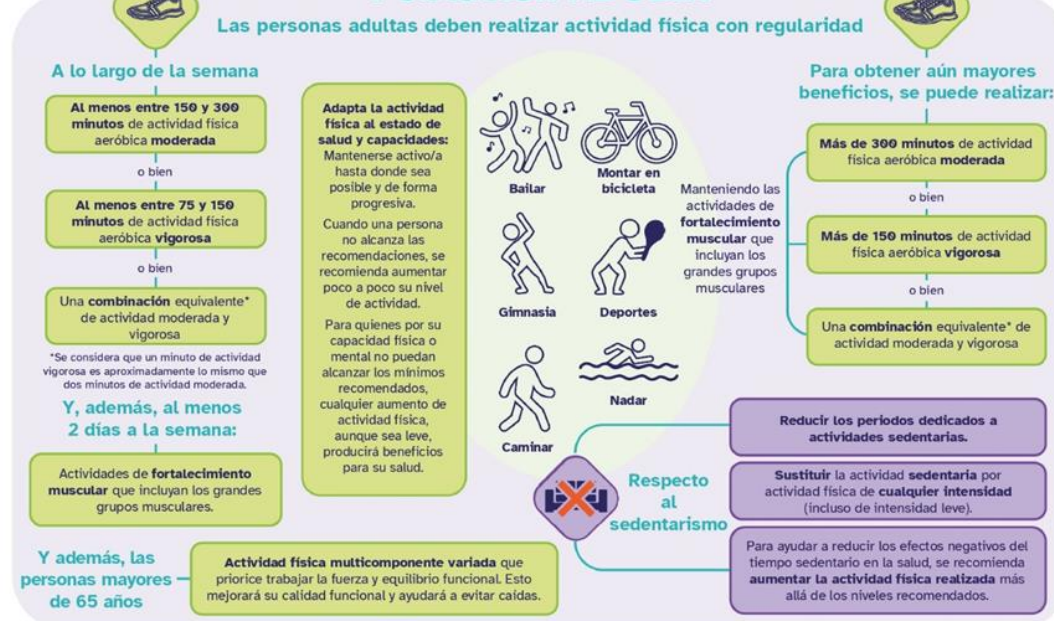 Las personas adultas deben realizar actividad física con regularidad
A lo largo de la semana
Al menos entre 150 y 300
minutos de actividad física
aeróbica moderada
o bien
Al menos entre 75 y 150
minutos de actividad física
aeróbica vigorosa
o bien
Una combinación equivalente*
de actividad moderada y
vigorosa
*Se considera que un minuto de actividad
vigorosa es aproximadamente lo mismo que
dos minutos de actividad moderada.
Y, además, al menos
2 días a la semana:
Actividades de fortalecimiento
muscular que incluyan los grandes
grupos musculares.
Adapta la actividad
física al estado de
salud y capacidades:
Mantenerse activo/a
hasta donde sea
posible y de forma
progresiva.
Cuando una persona
no alcanza las
recomendaciones, se
recomienda aumentar
poco a poco su nivel
de actividad.
Para quienes por su
capacidad física o
mental no puedan
alcanzar los mínimos
recomendados,
cualquier aumento de
actividad física,
aunque sea leve,
producirá beneficios
para su salud.
Bailar
Montar en
bicicleta
Gimnasia
Deportes
Caminar
Nadar
Para obtener aún mayores
beneficios, se puede realizar:
Manteniendo las
actividades de
fortalecimiento
muscular que
incluyan los
grandes grupos
musculares
Más de 300 minutos de actividad
física aeróbica moderada
o bien
Más de 150 minutos de actividad
física aeróbica vigorosa
o bien
Una combinación equivalente* de
actividad moderada y vigorosa
Respecto
al
sedentarismo
Reducir los periodos dedicados a
actividades sedentarias.
Sustituir la actividad sedentaria por
actividad física de cualquier intensidad
(incluso de intensidad leve).
Para ayudar a reducir los efectos negativos del
tiempo sedentario en la salud, se recomienda
aumentar la actividad física realizada más
allá de los niveles recomendados.
Y además, las
personas mayores
de 65 años
Actividad física multicomponente variada que
priorice trabajar la fuerza y equilibrio funcional. Esto
mejorará su calidad funcional y ayudará a evitar caídas.